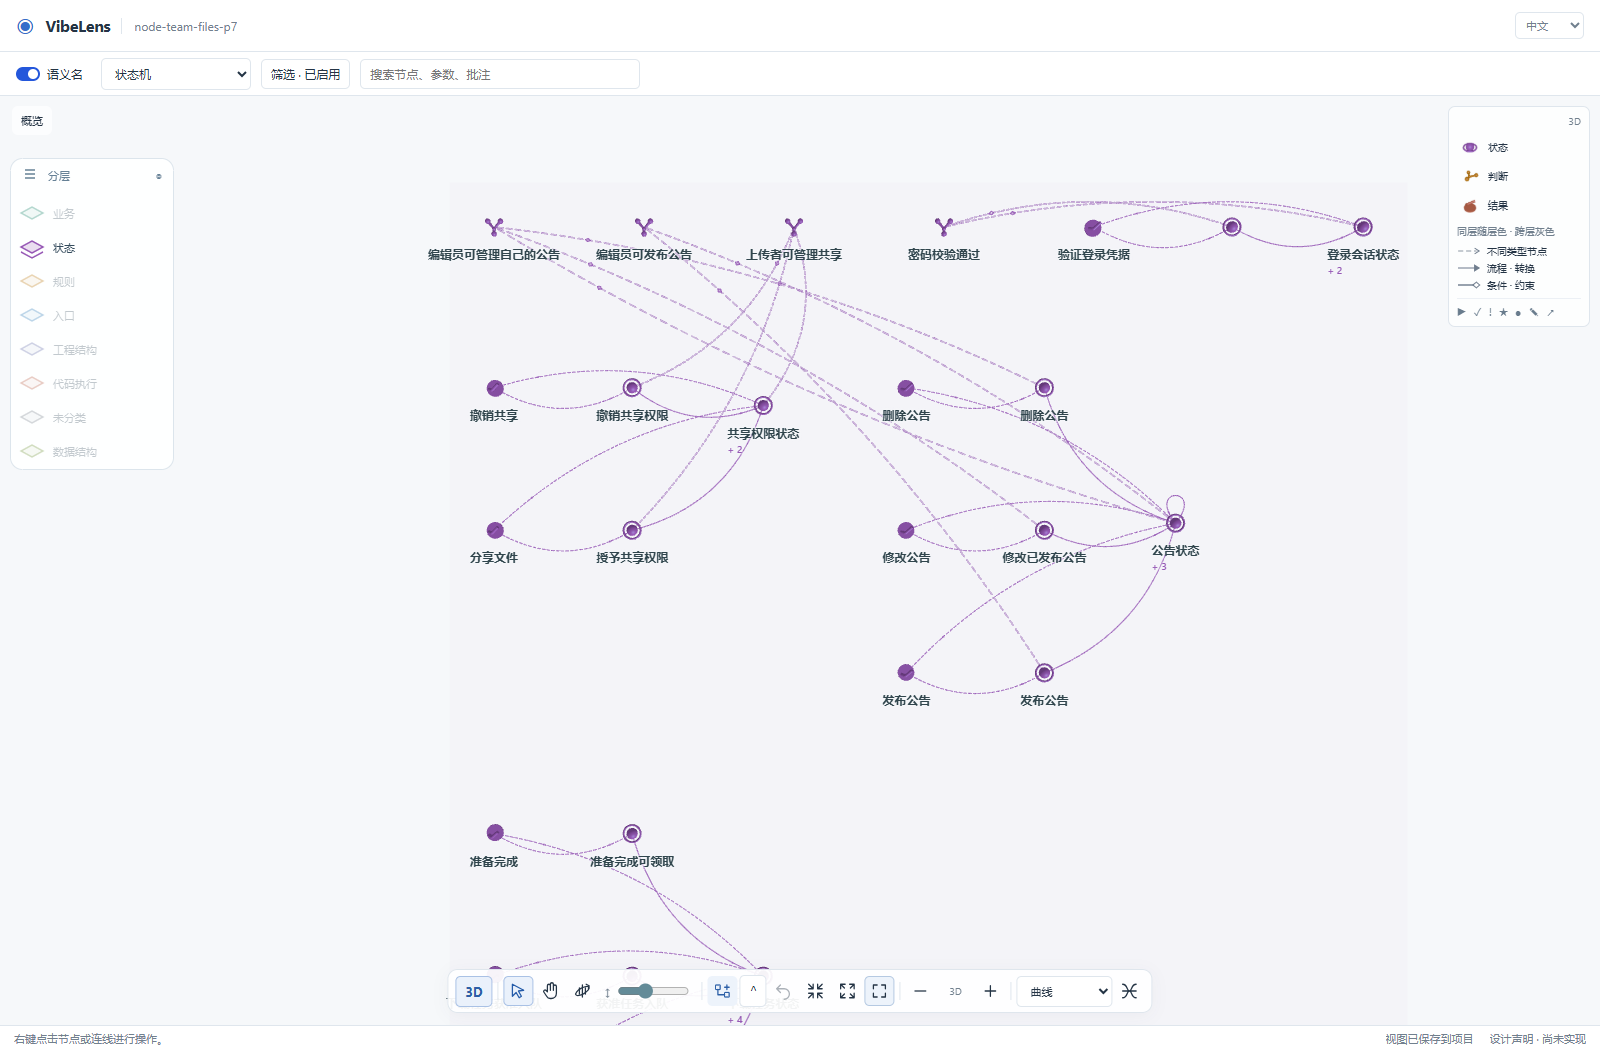 VibeLens
node-team-files-p7
中文
语义名
状态机
筛选 · 已启用
搜索节点、参数、批注
概览
3D
分层
业务
状态
规则
入口
工程结构
代码执行
未分类
数据结构
状态
判断
结果
同层随层色 · 跨层灰色
不同类型节点
流程 · 转换
条件 · 约束
编辑员可管理自己的公告
编辑员可发布公告
上传者可管理共享
密码校验通过
验证登录凭据
登录会话状态
+ 2
撤销共享
撤销共享权限
共享权限状态
+ 2
删除公告
删除公告
分享文件
授予共享权限
修改公告
修改已发布公告
公告状态
+ 3
发布公告
发布公告
准备完成
准备完成可领取
3D
3D
曲线
+ 4
右键点击节点或连线进行操作。
视图已保存到项目
设计声明 · 尚未实现